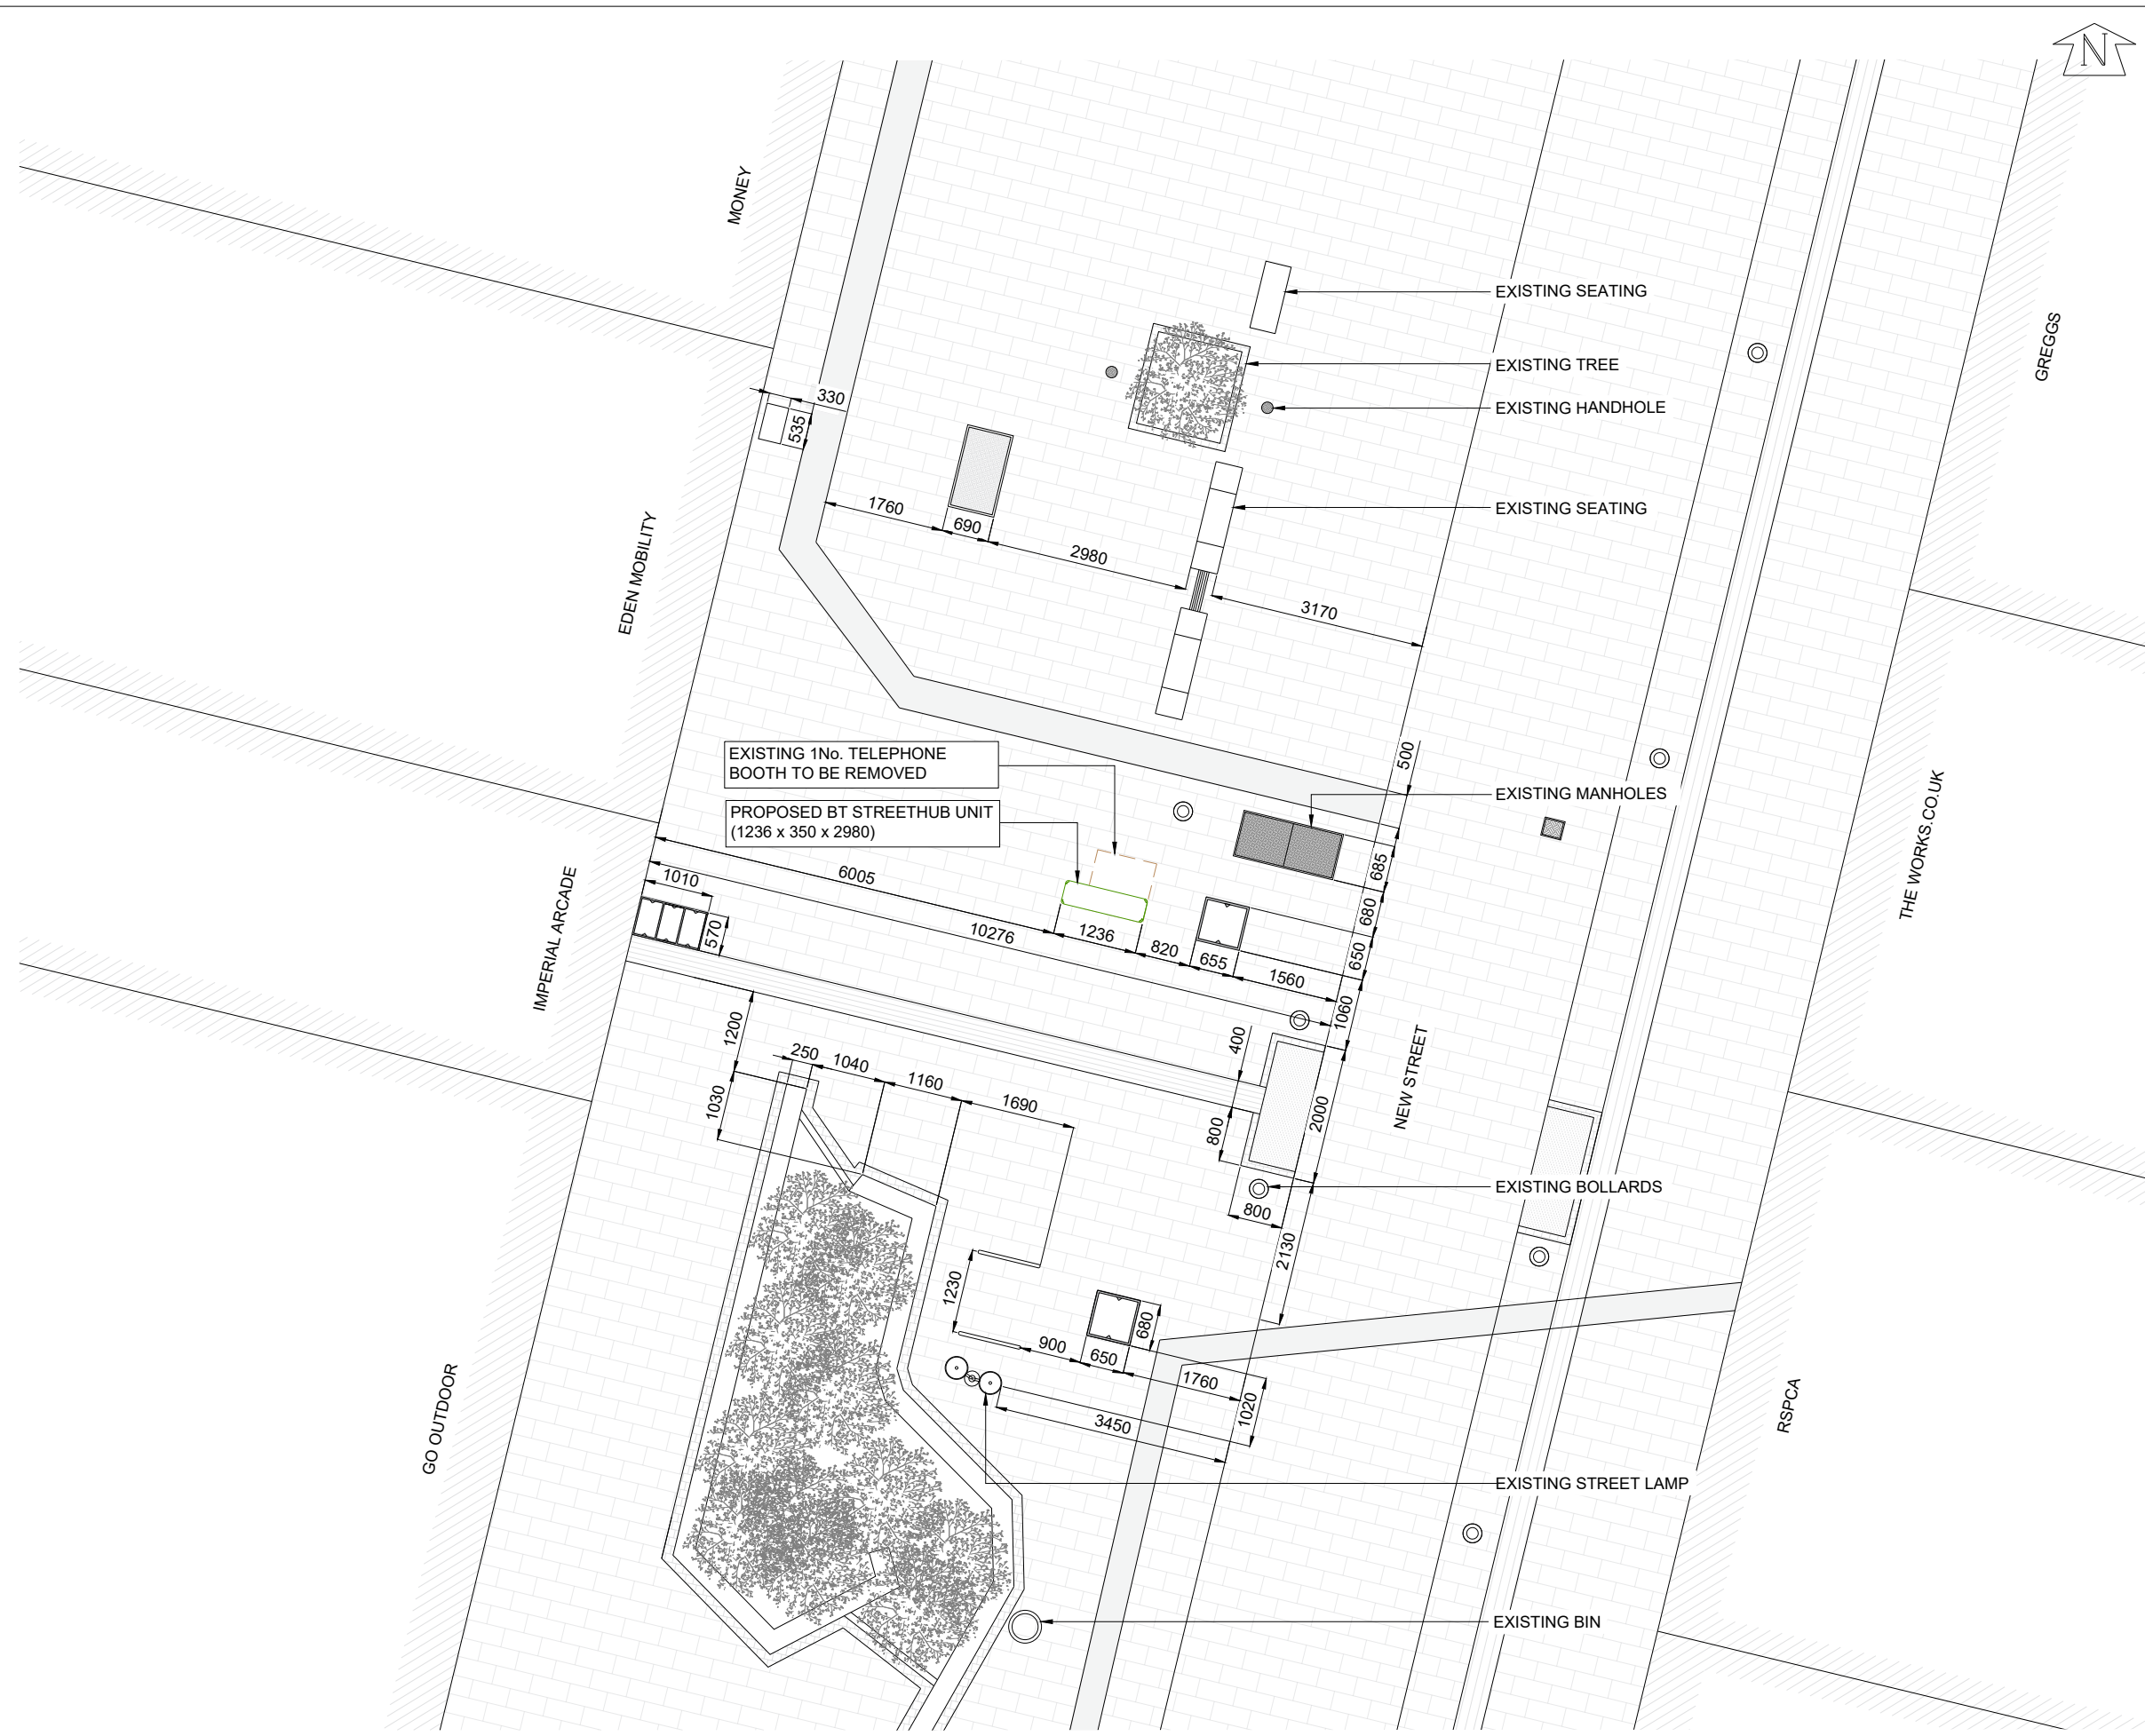 N
MONEY
GREGGS
EXISTING SEATING
EXISTING TREE
EXISTING HANDHOLE
330
535
EXISTING SEATING
1760
690
2980
3170
EDEN MOBILITY
EXISTING 1No. TELEPHONE
BOOTH TO BE REMOVED
PROPOSED BT STREETHUB UNIT
(1236 x 350 x 2980)
500
EXISTING MANHOLES
THE WORKS.CO.UK
685
680
650
1060
6005
1010
570
10276
1236
820
655
1560
IMPERIAL ARCADE
1200
250
1040
1160
1690
1030
400
800
2000
NEW STREET
EXISTING BOLLARDS
800
2130
1230
680
900
650
1760
1020
3450
GO OUTDOOR
RSPCA
EXISTING STREET LAMP
EXISTING BIN